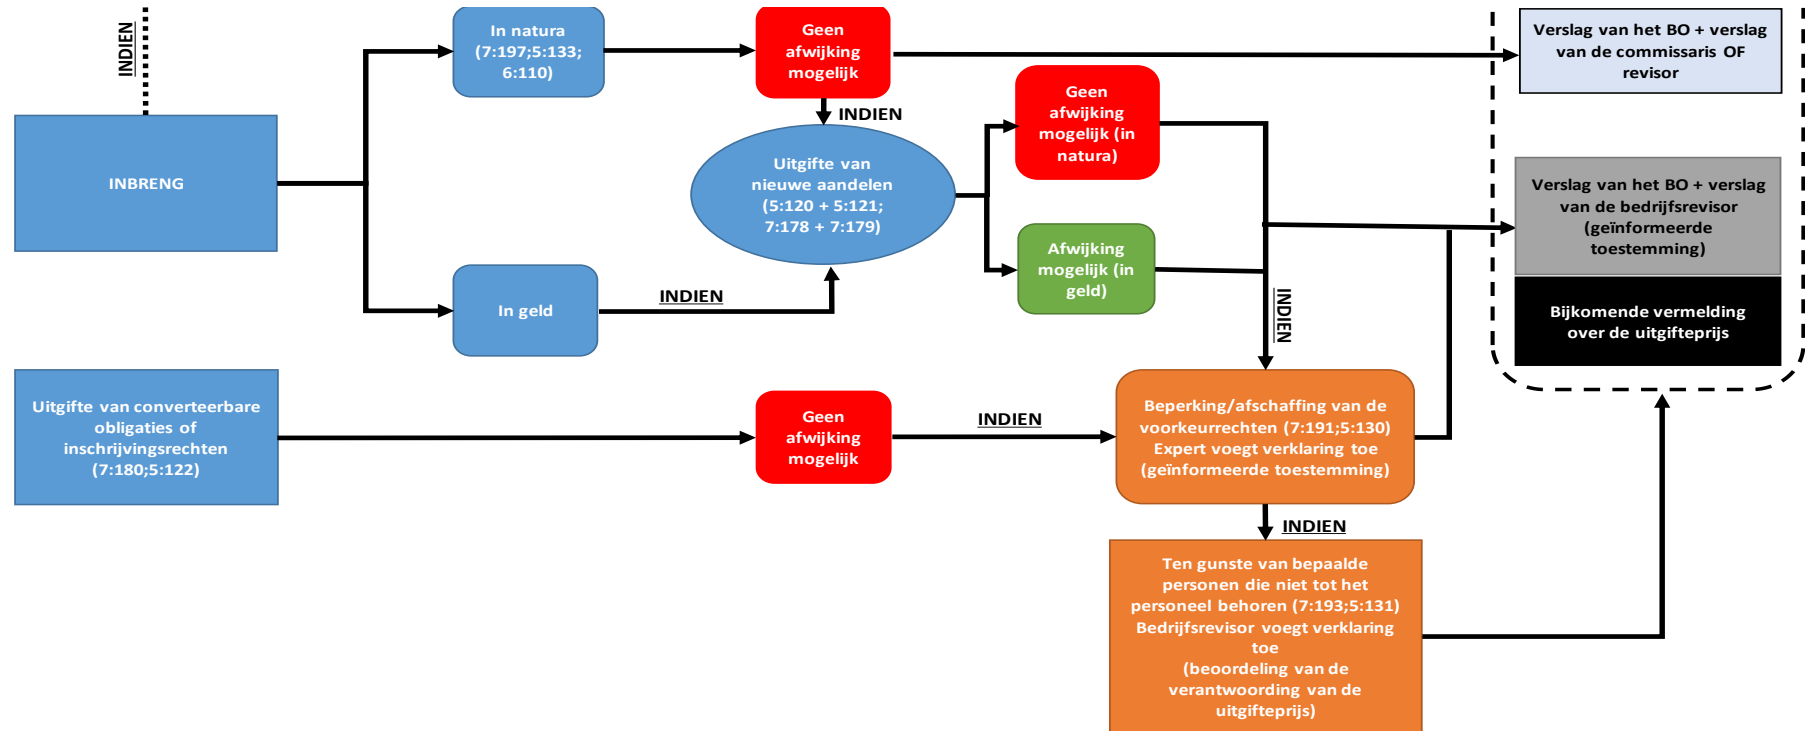 INDIEN
In natura
(7:197;5:133;
6:110)
Geen
afwijking
mogelijk
Verslag van het BO + verslag
van de commissaris OF
revisor
INDIEN
Geen
afwijking
mogelijk (in
natura)
INBRENG
Uitgifte van
nieuwe aandelen
(5:120 + 5:121;
7:178 + 7:179)
Verslag van het BO + verslag
van de bedrijfsrevisor
(geïnformeerde
toestemming)
Afwijking
mogelijk (in
geld)
In geld
INDIEN
INDIEN
Bijkomende vermelding
over de uitgifteprijs
Uitgifte van converteerbare
obligaties of
inschrijvingsrechten
(7:180;5:122)
Geen
afwijking
mogelijk
INDIEN
Beperking/afschaffing van de
voorkeurrechten (7:191;5:130)
Expert voegt verklaring toe
(geïnformeerde toestemming)
INDIEN
Ten gunste van bepaalde
personen die niet tot het
personeel behoren (7:193;5:131)
Bedrijfsrevisor voegt verklaring
toe
(beoordeling van de
verantwoording van de
uitgifteprijs)